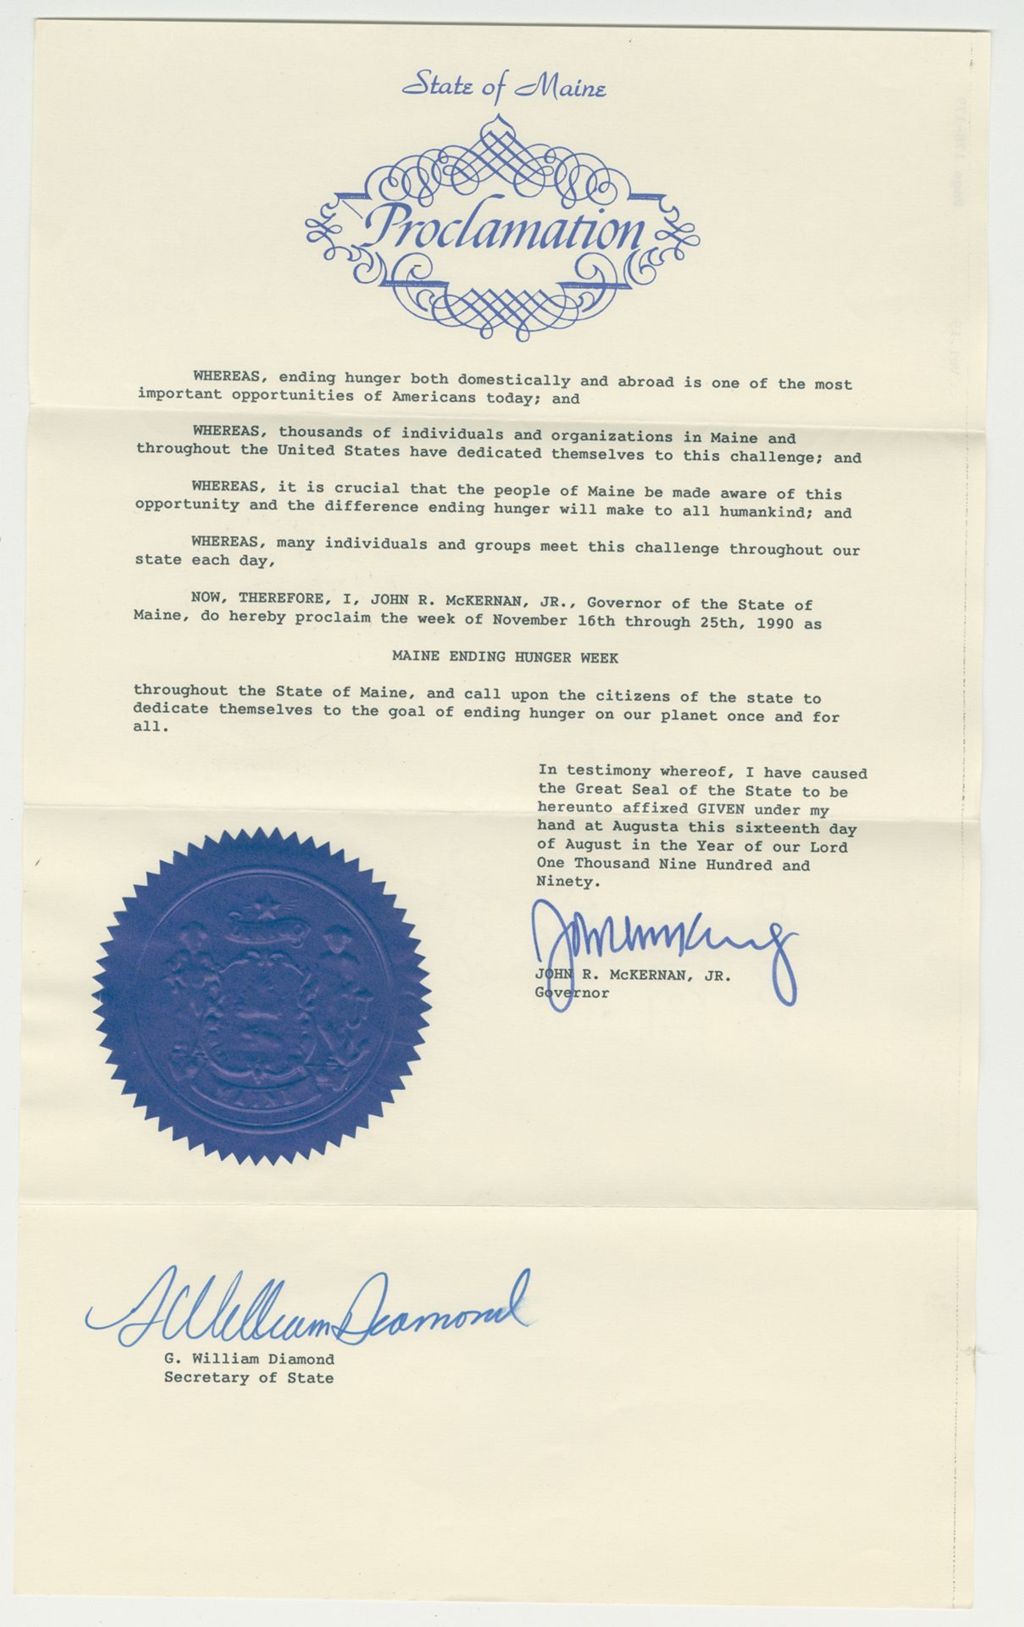 State of Maine
Proclamation
WHEREAS, ending hunger both domestically and abroad is one of the most
important opportunities of Americans today; and
WHEREAS, thousands of individuals and organizations in Maine and
throughout the United States have dedicated themselves to this challenge; and
WHEREAS, it is crucial that the people of Maine be made aware of this
opportunity and the difference ending hunger will make to all humankind; and
WHEREAS, many individuals and groups meet this challenge throughout our
state each day,
NOW, THEREFORE, I, JOHN R. McKERNAN, JR., Governor of the State of
Maine, do hereby proclaim the week of November 16th through 25th, 1990 as
MAINE ENDING HUNGER WEEK
throughout the State of Maine, and call upon the citizens of the state to
dedicate themselves to the goal of ending hunger on our planet once and for
all.
In testimony whereof, I have caused
the Great Seal of the State to be
hereunto affixed GIVEN under my
hand at Augusta this sixteenth day
of August in the Year of our Lord
One Thousand Nine Hundred and
Ninety.
JOHN R. McKERNAN, JR.
Governor
MAINE
G William Diamond
G. William Diamond
Secretary of State